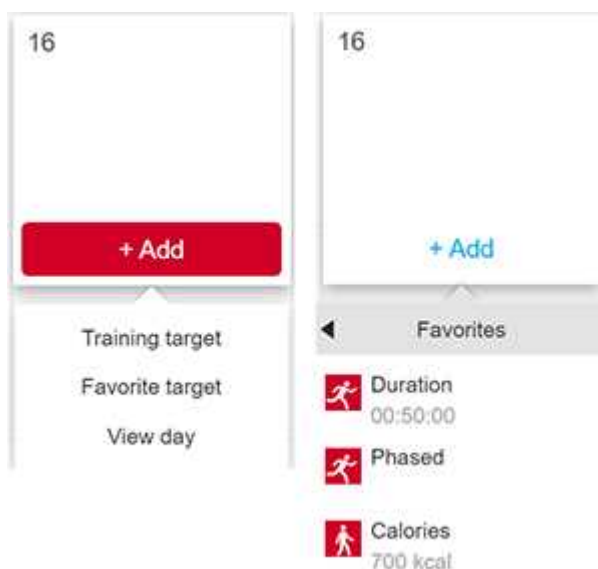 16
+ Add
Training target
Favorite target
View day
16
+ Add
Favorites
Duration
00:50:00
Phased
Calories
700 kcal